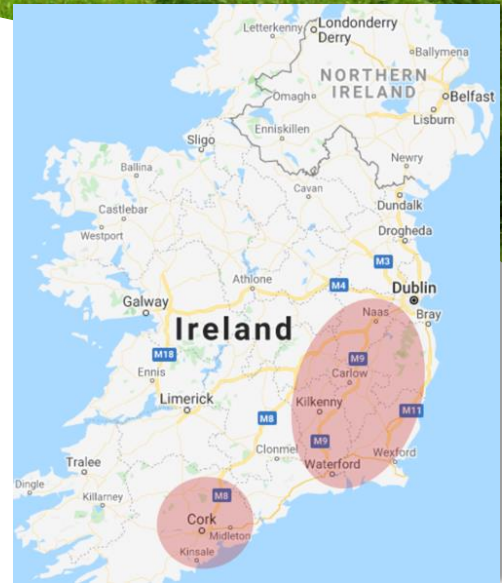 Letterkenny
Londonderry
Derry
Ballymena
NORTHERN
IRELAND
Omagh
Belfast
Lisburn
Enniskillen
Sligo
Newry
Ballina
Cavan
Dundalk
Castlebar
Drogheda
Westport
M3
Athlone
M4
Dublin
Galway
Naas
Bray
Ireland
M18
M9
Ennis
Carlow
Limerick
Kilkenny
M8
M11
M9
Clonmel
Wexford
Tralee
Waterford
Dingle
Killarney
M8
Cork
Midleton
Kinsale